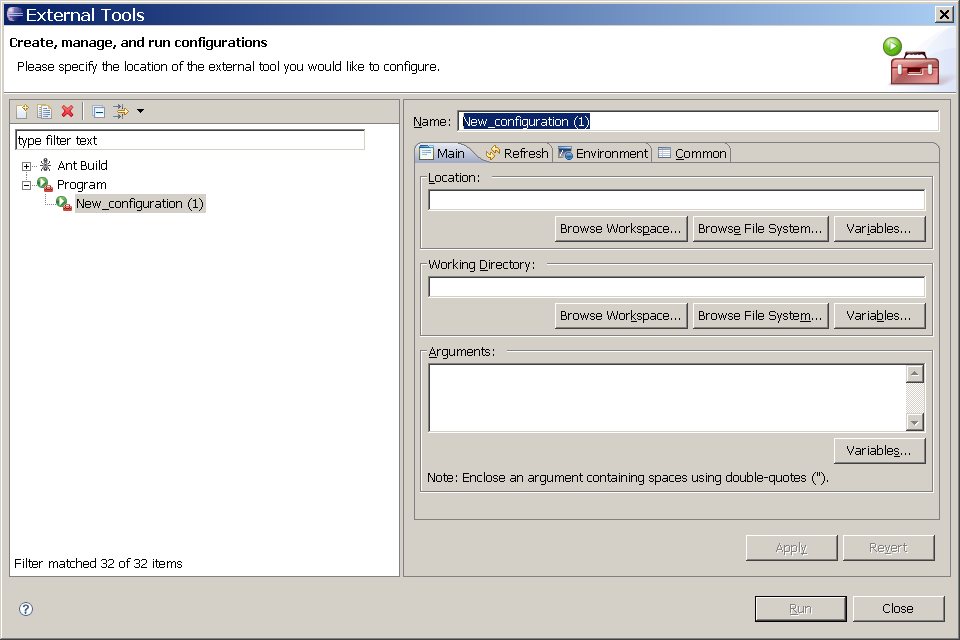 External Tools
Create, manage, and run configurations
Please specify the location of the external tool you would like to configure.
type filter text
Ant Build
Program
New_configuration (1)
Filter matched 32 of 32 items
Name: New_configuration (1)
Main Refresh Environment Common
Location:
Browse Workspace... Browse File System... Variables...
Working Directory:
Browse Workspace... Browse File System... Variables...
Arguments:
Variables...
Note: Enclose an argument containing spaces using double-quotes (").
Apply Revert
? Run Close